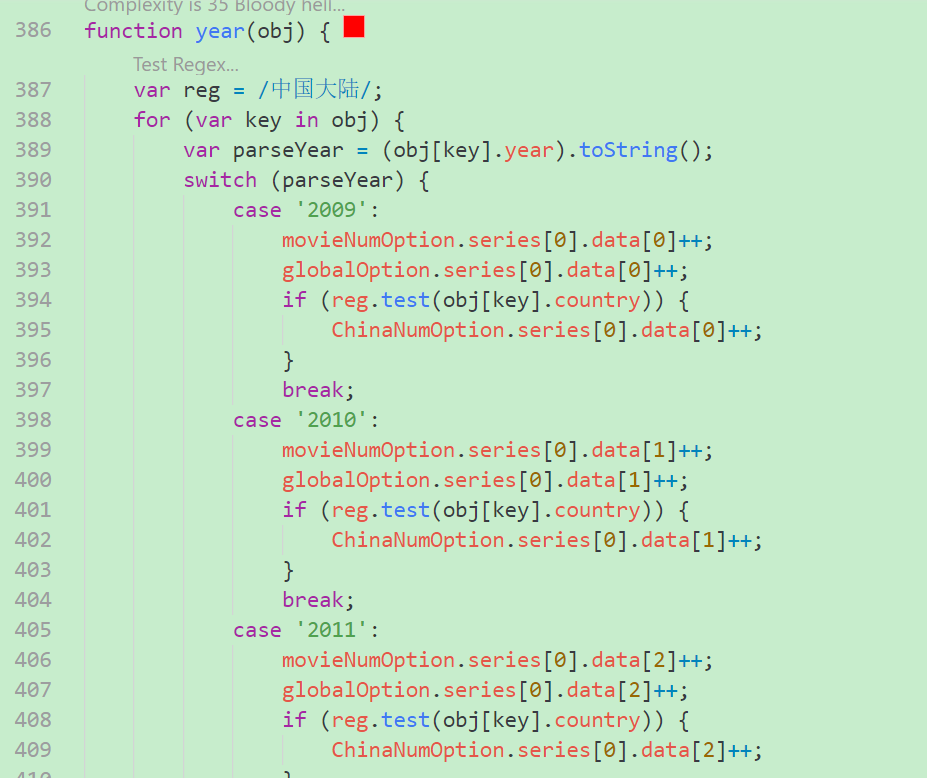 Complexity is 35 Bloody hell...
386 function year(obj) {
Test Regex...
387 var reg = /中国大陆/;
388 for (var key in obj) {
389 var parseYear = (obj[key].year).toString();
390 switch (parseYear) {
391 case '2009':
392 movieNumOption.series[0].data[0]++;
393 globalOption.series[0].data[0]++;
394 if (reg.test(obj[key].country)) {
395 ChinaNumOption.series[0].data[0]++;
396 }
397 break;
398 case '2010':
399 movieNumOption.series[0].data[1]++;
400 globalOption.series[0].data[1]++;
401 if (reg.test(obj[key].country)) {
402 ChinaNumOption.series[0].data[1]++;
403 }
404 break;
405 case '2011':
406 movieNumOption.series[0].data[2]++;
407 globalOption.series[0].data[2]++;
408 if (reg.test(obj[key].country)) {
409 ChinaNumOption.series[0].data[2]++;
410 }